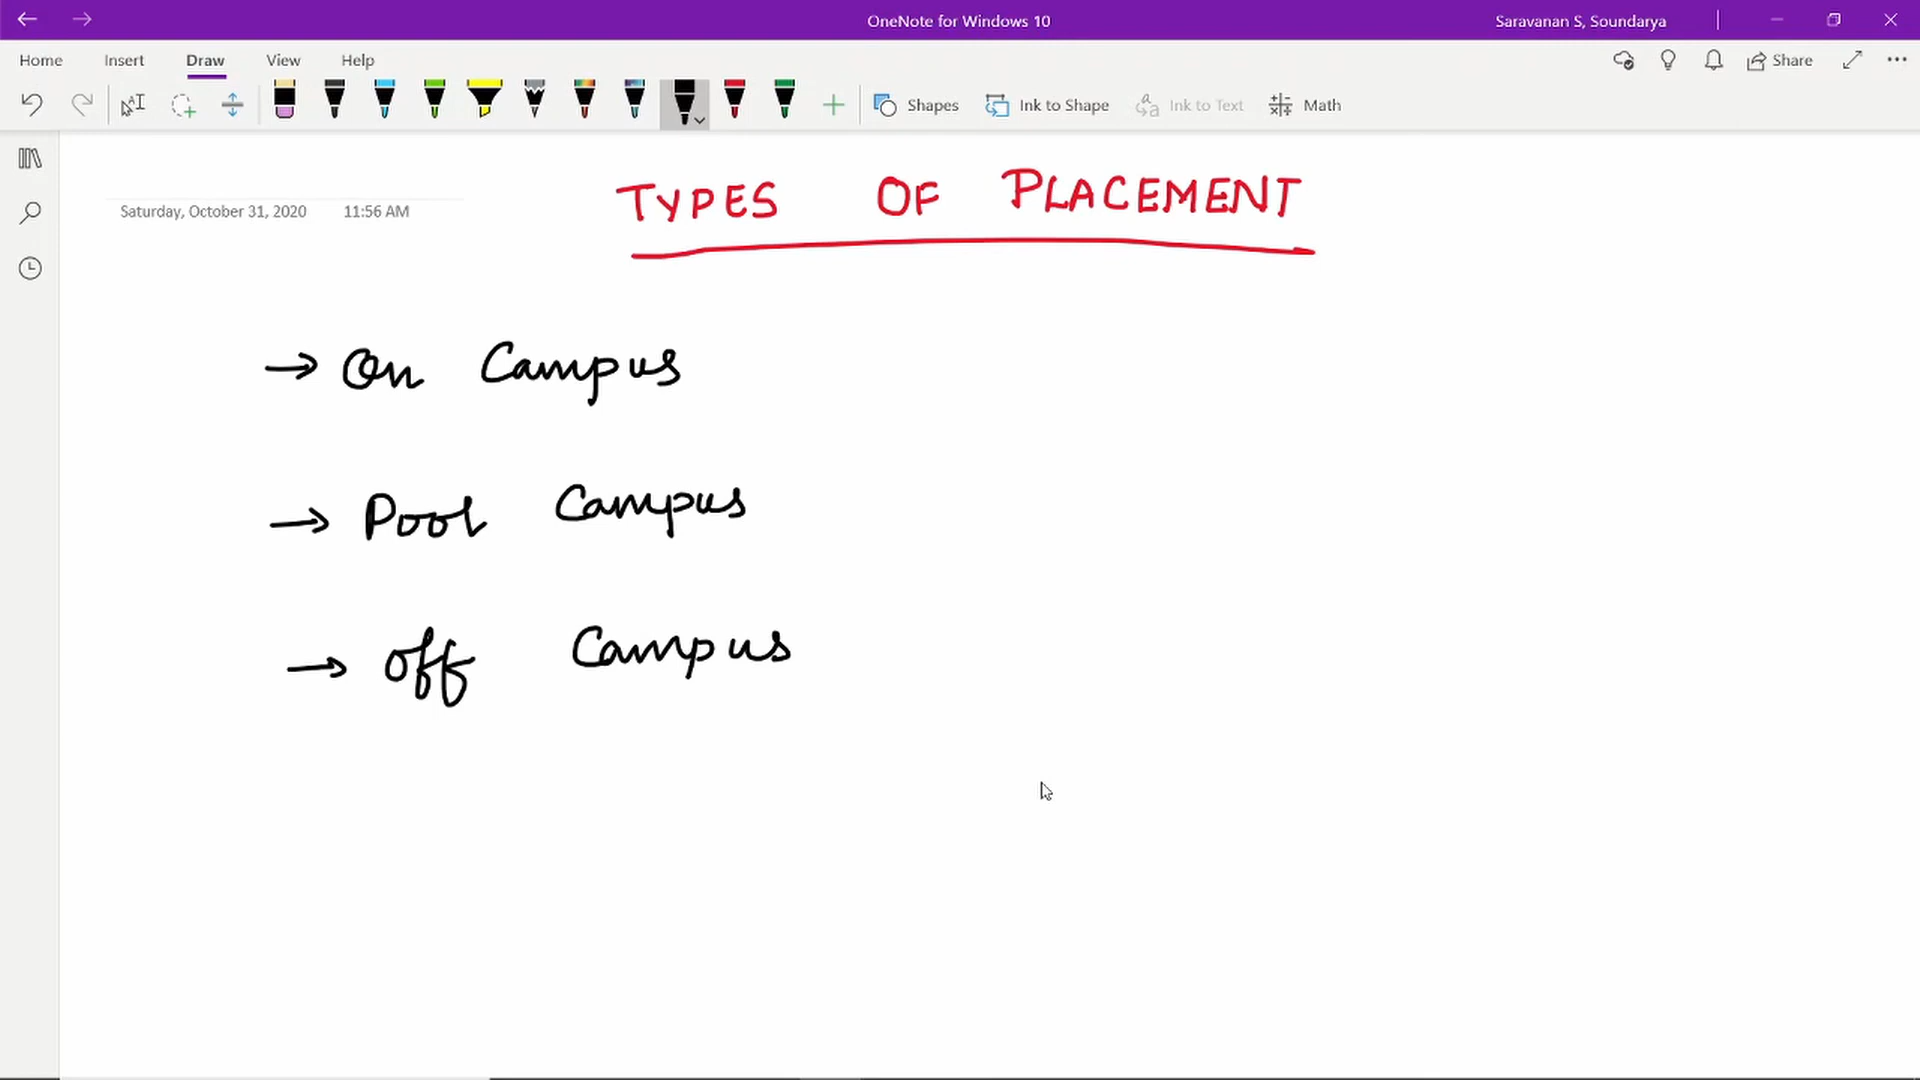 OneNote for Windows 10
Saravanan S, Soundarya
Home Insert Draw View Help
Share
Shapes Ink to Shape Ink to Text Math
TYPES OF PLACEMENT
Saturday, October 31, 2020 11:56 AM
→ On Campus
→ Pool Campus
→ Off Campus